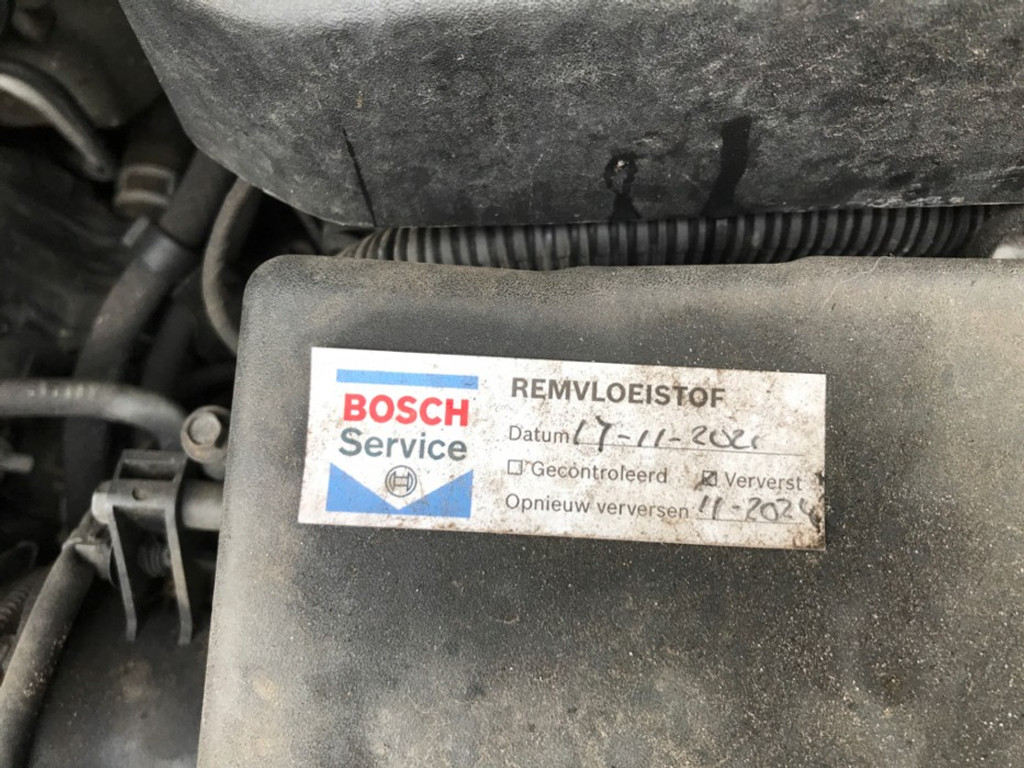 BOSCH
Service
REMVLOEISTOF
Datum 17-11-2021
☐ Gecontroleerd ☑ Ververst
Opnieuw verversen 11-2024